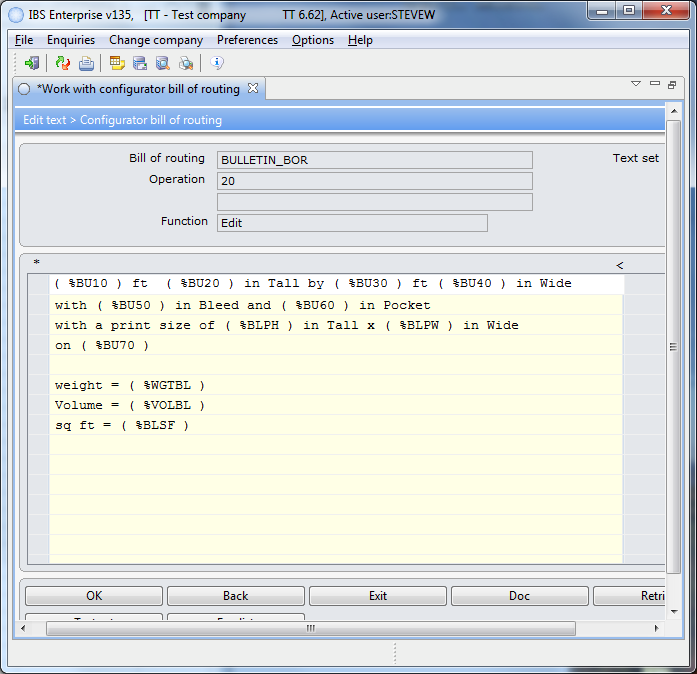 IBS Enterprise v135, [TT - Test company TT 6.62], Active user:STEVEW
File Enquiries Change company Preferences Options Help
*Work with configurator bill of routing
Edit text > Configurator bill of routing
Bill of routing BULLETIN_BOR Text set
Operation 20
Function Edit
* <
( %BU10 ) ft ( %BU20 ) in Tall by ( %BU30 ) ft ( %BU40 ) in Wide
with ( %BU50 ) in Bleed and ( %BU60 ) in Pocket
with a print size of ( %BLPH ) in Tall x ( %BLPW ) in Wide
on ( %BU70 )
weight = ( %WGTBL )
Volume = ( %VOLBL )
sq ft = ( %BLSF )
OK Back Exit Doc Retri